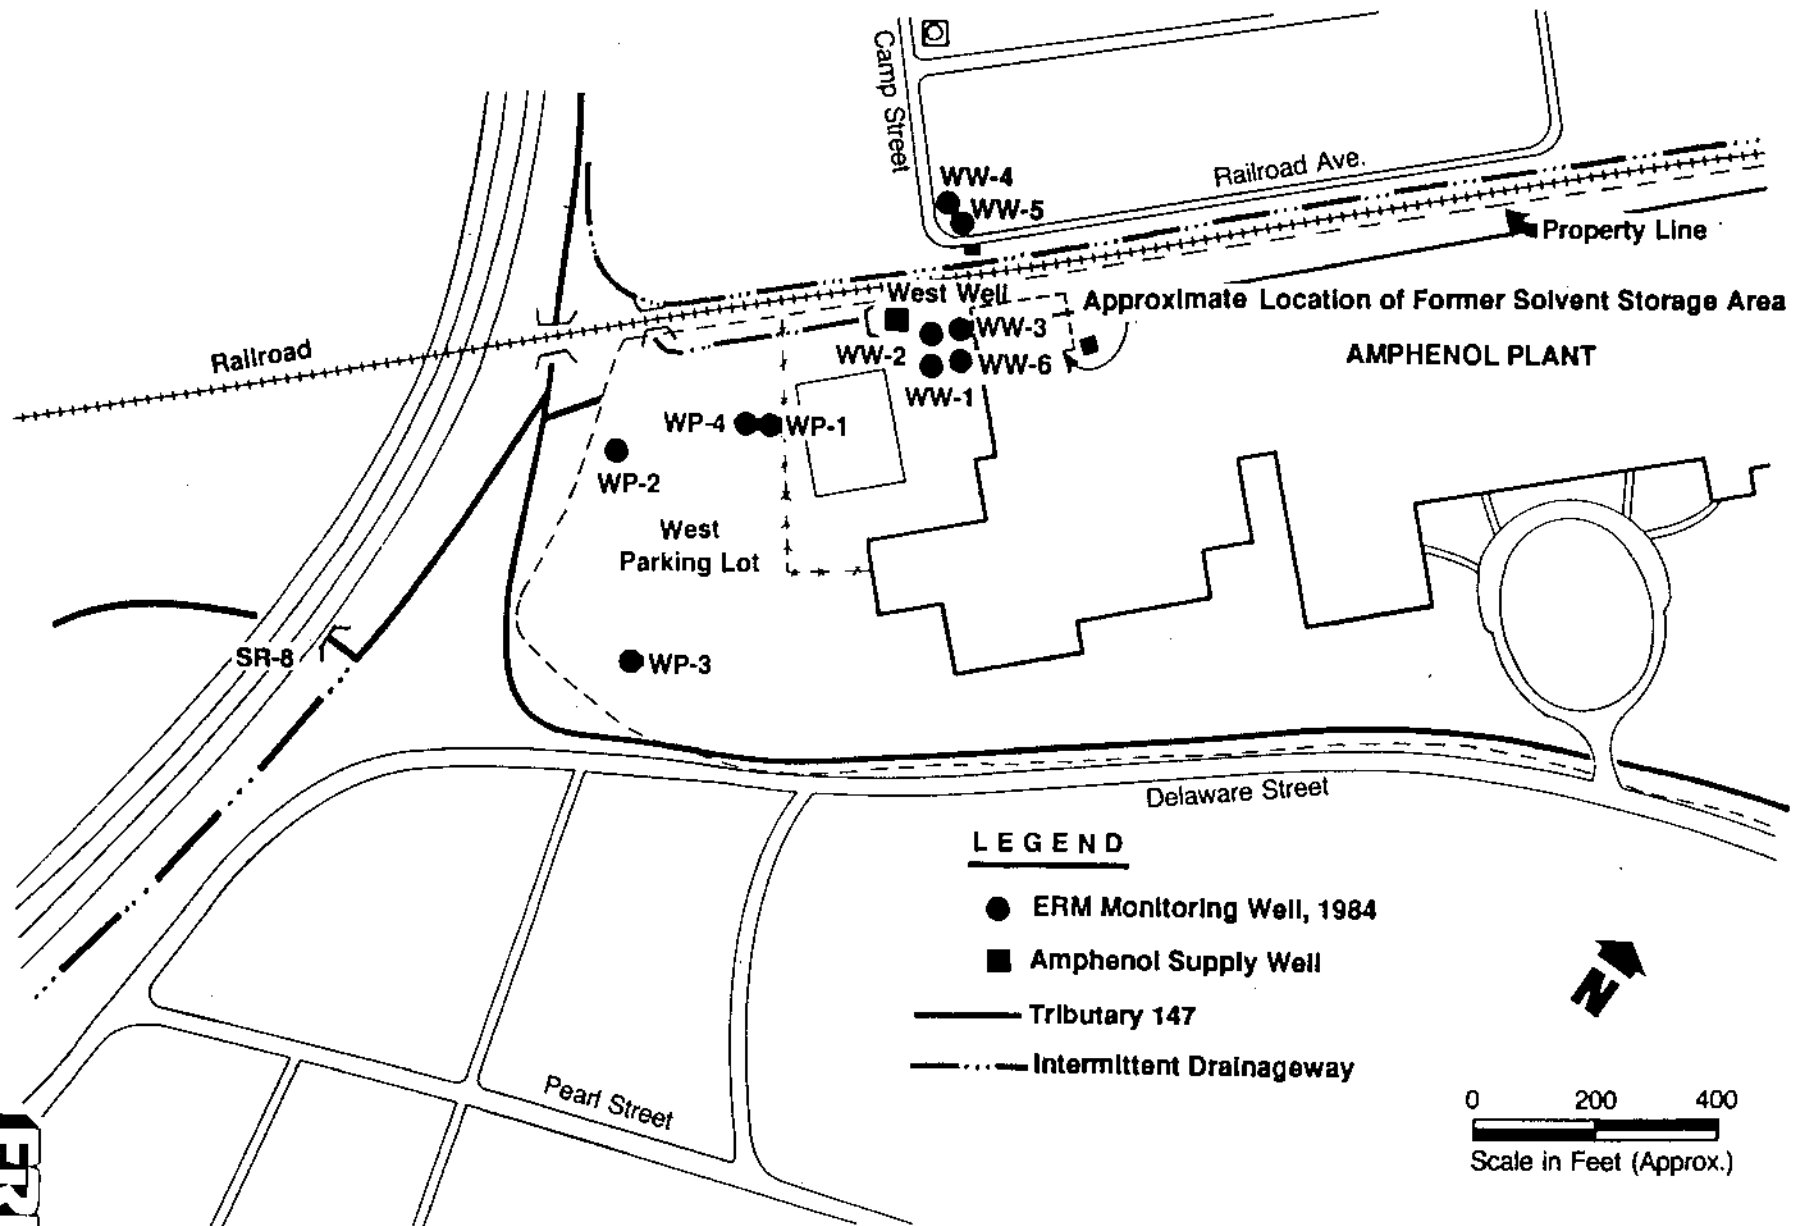 Camp Street
WW-4
Railroad Ave.
WW-5
Property Line
West Well
Approximate Location of Former Solvent Storage Area
WW-3
Railroad
WW-2
WW-6
AMPHENOL PLANT
WW-1
WP-4
WP-1
WP-2
West
Parking Lot
SR-8
WP-3
Delaware Street
LEGEND
ERM Monitoring Well, 1984
Amphenol Supply Well
N
Tributary 147
Intermittent Drainageway
Pearl Street
0 200 400
Scale in Feet (Approx.)